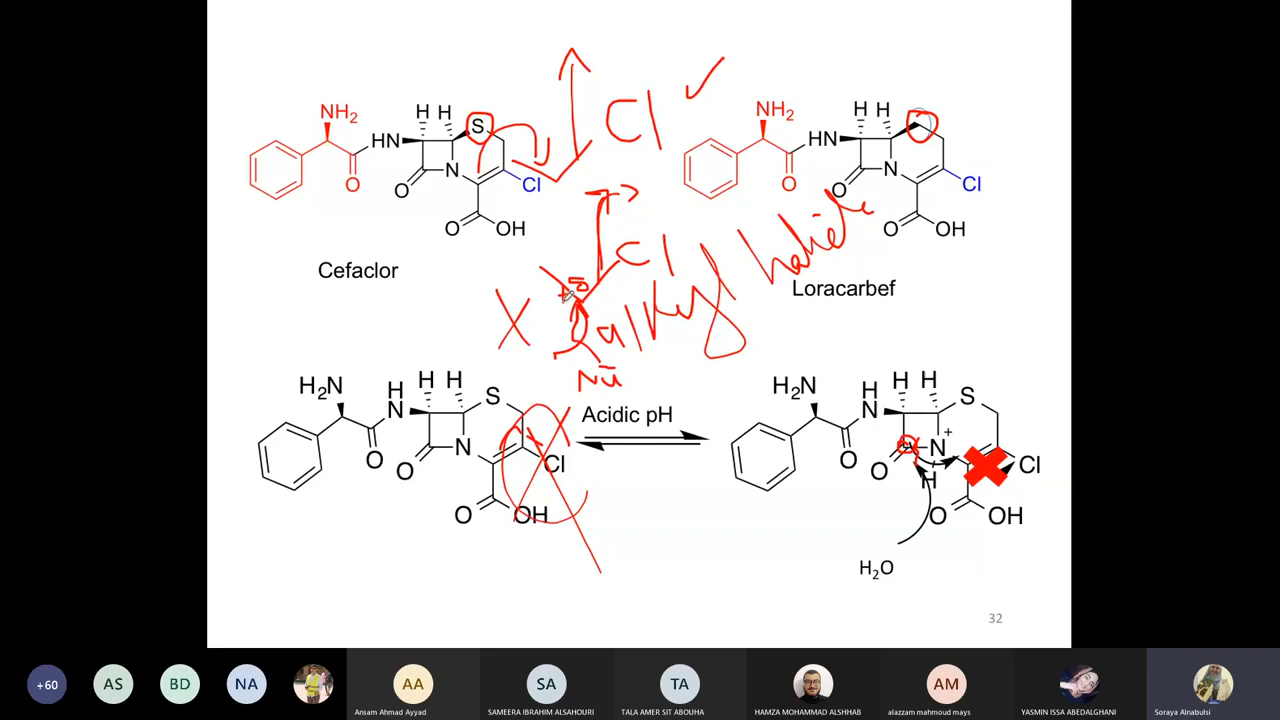 NH₂
H H
S
HN
N
O
O
Cl
O
OH
Cefaclor
Cl
NH₂
H H
HN
N
O
O
Cl
O
OH
Loracarbef
Cl
X
alkyl halide
Nu
H₂N
H
N
H H
S
O
O
N
Cl
O
OH
Acidic pH
H₂N
H
N
H H
S
O
O
N
+
H
Cl
O
OH
H₂O
32
+60
AS
BD
NA
AA
Ansam Ahmad Ayyad
SA
SAMEERA IBRAHIM ALSAHOURI
TA
TALA AMER SIT ABOUHA
HAMZA MOHAMMAD ALSHHAB
AM
alazzam mahmoud mays
YASMIN ISSA ABEDALGHANI
Soraya Alnabulsi